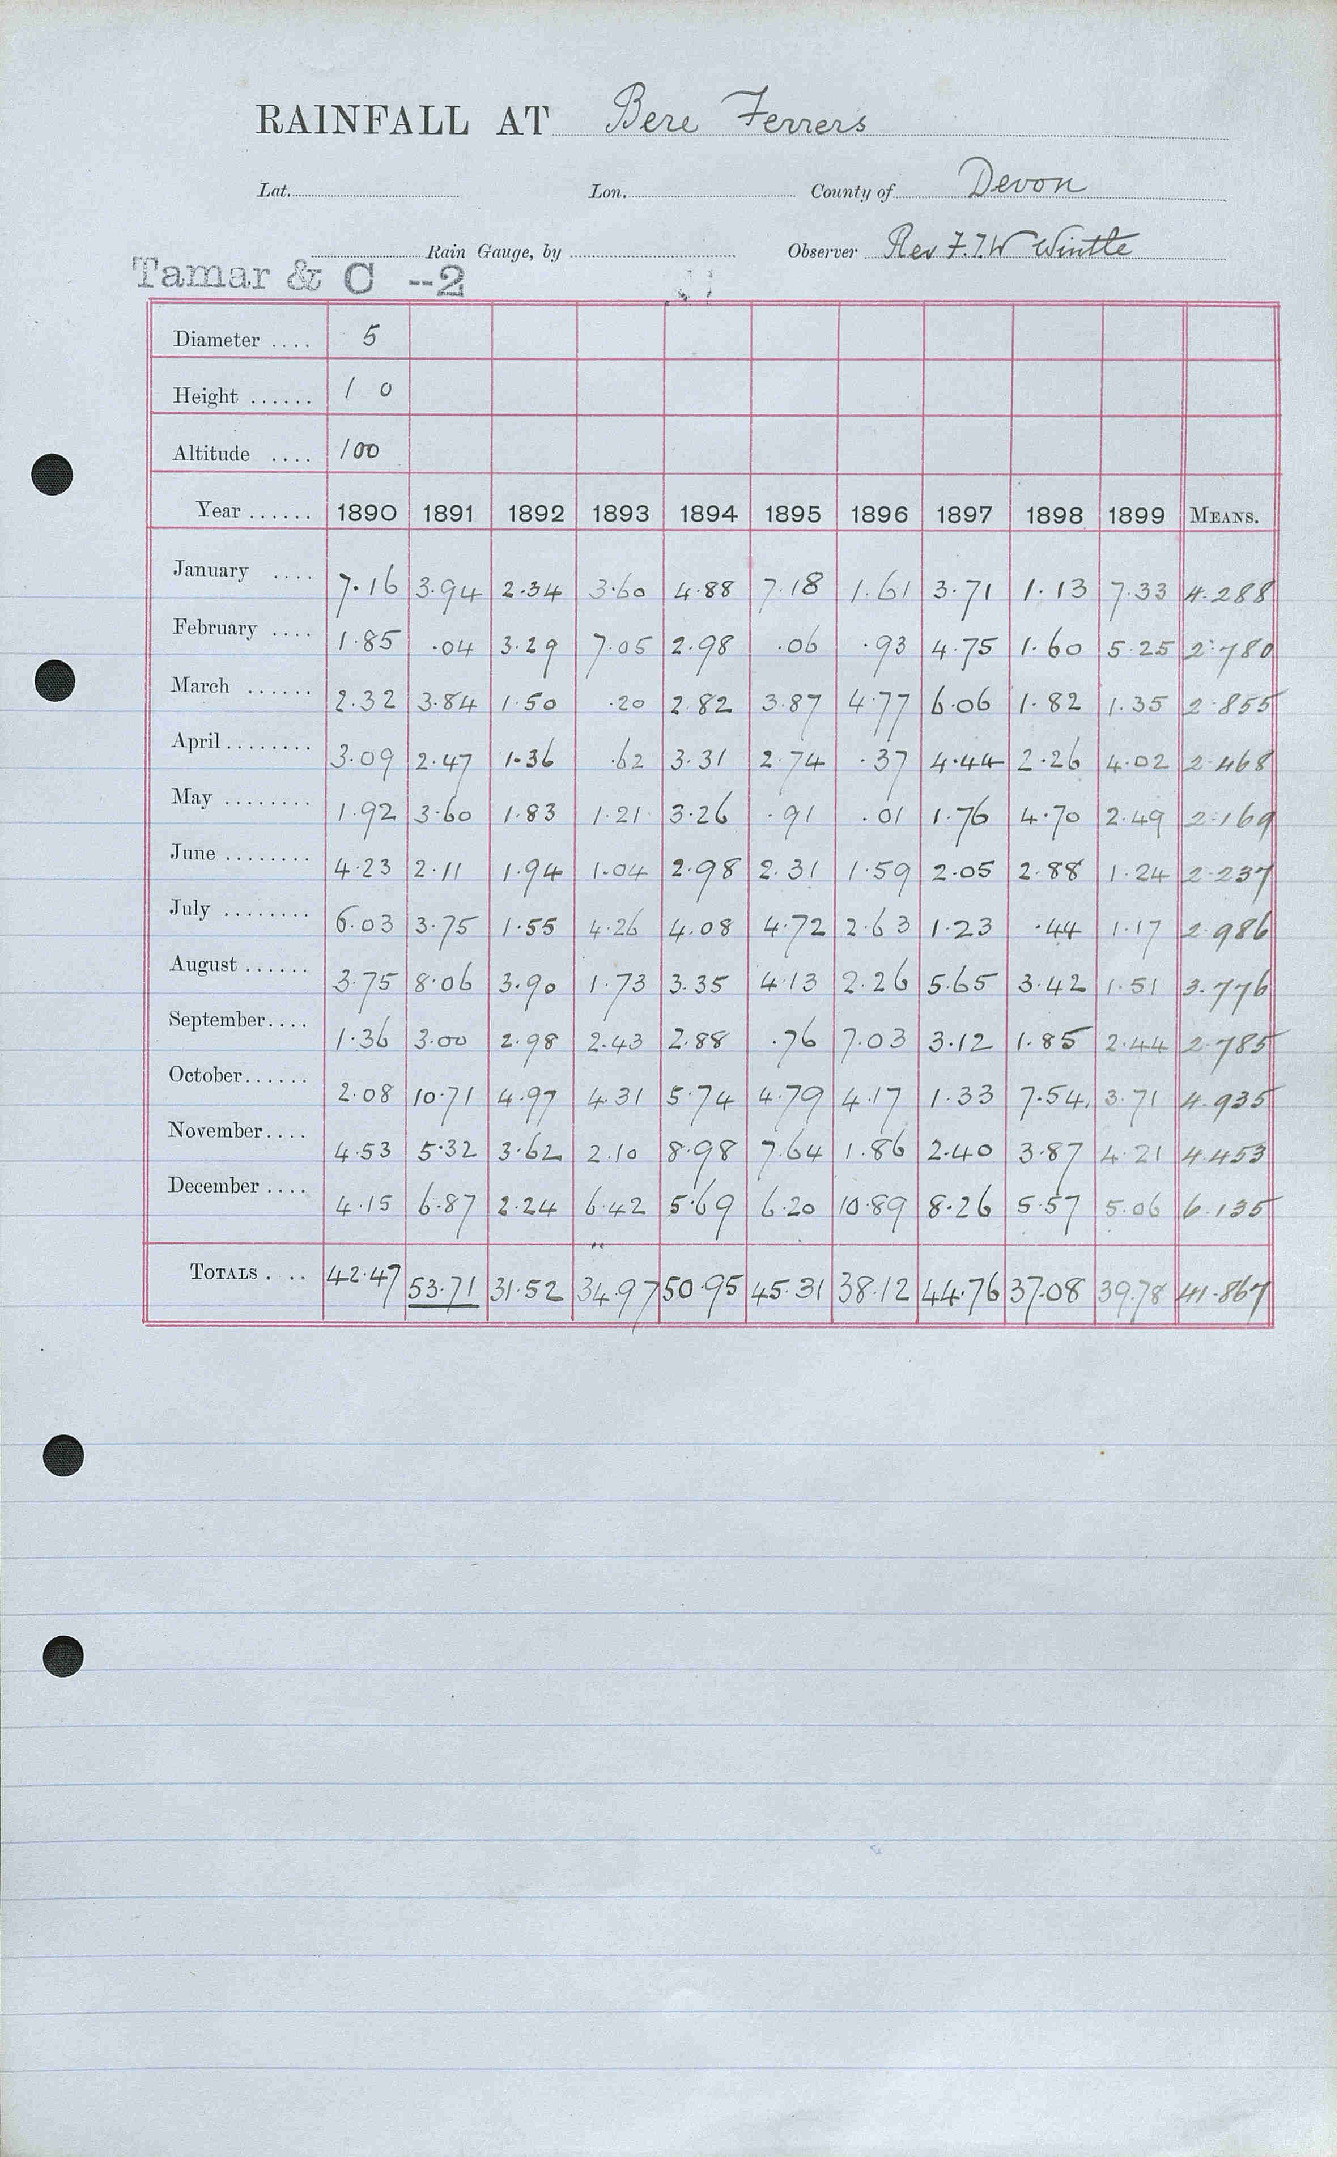 RAINFALL AT Bere Ferrers
Lat. Lon. County of Devon
Rain Gauge, by Observer Rev F.T.W Wintle
Tamar & C --2
Diameter .... 5
Height ...... 1 0
Altitude .... 100
Year ...... 1890 1891 1892 1893 1894 1895 1896 1897 1898 1899 MEANS.
January .... 7.16 3.94 2.34 3.60 4.88 7.18 1.61 3.71 1.13 7.33 4.288
February .... 1.85 .04 3.29 7.05 2.98 .06 .93 4.75 1.60 5.25 2.780
March ...... 2.32 3.84 1.50 .20 2.82 3.87 4.77 6.06 1.82 1.35 2.855
April ........ 3.09 2.47 1.36 .62 3.31 2.74 .37 4.44 2.26 4.02 2.468
May ........ 1.92 3.60 1.83 1.21 3.26 .91 .01 1.76 4.70 2.49 2.169
June ........ 4.23 2.11 1.94 1.04 2.98 2.31 1.59 2.05 2.88 1.24 2.237
July ........ 6.03 3.75 1.55 4.26 4.08 4.72 2.63 1.23 .44 1.17 2.986
August ...... 3.75 8.06 3.90 1.73 3.35 4.13 2.26 5.65 3.42 1.51 3.776
September.... 1.36 3.00 2.98 2.43 2.88 .76 7.03 3.12 1.85 2.44 2.785
October...... 2.08 10.71 4.97 4.31 5.74 4.79 4.17 1.33 7.54 3.71 4.935
November.... 4.53 5.32 3.62 2.10 8.98 7.64 1.86 2.40 3.87 4.21 4.453
December .... 4.15 6.87 2.24 6.42 5.69 6.20 10.89 8.26 5.57 5.06 6.135
TOTALS . .. 42.47 53.71 31.52 34.97 50.95 45.31 38.12 44.76 37.08 39.78 41.867